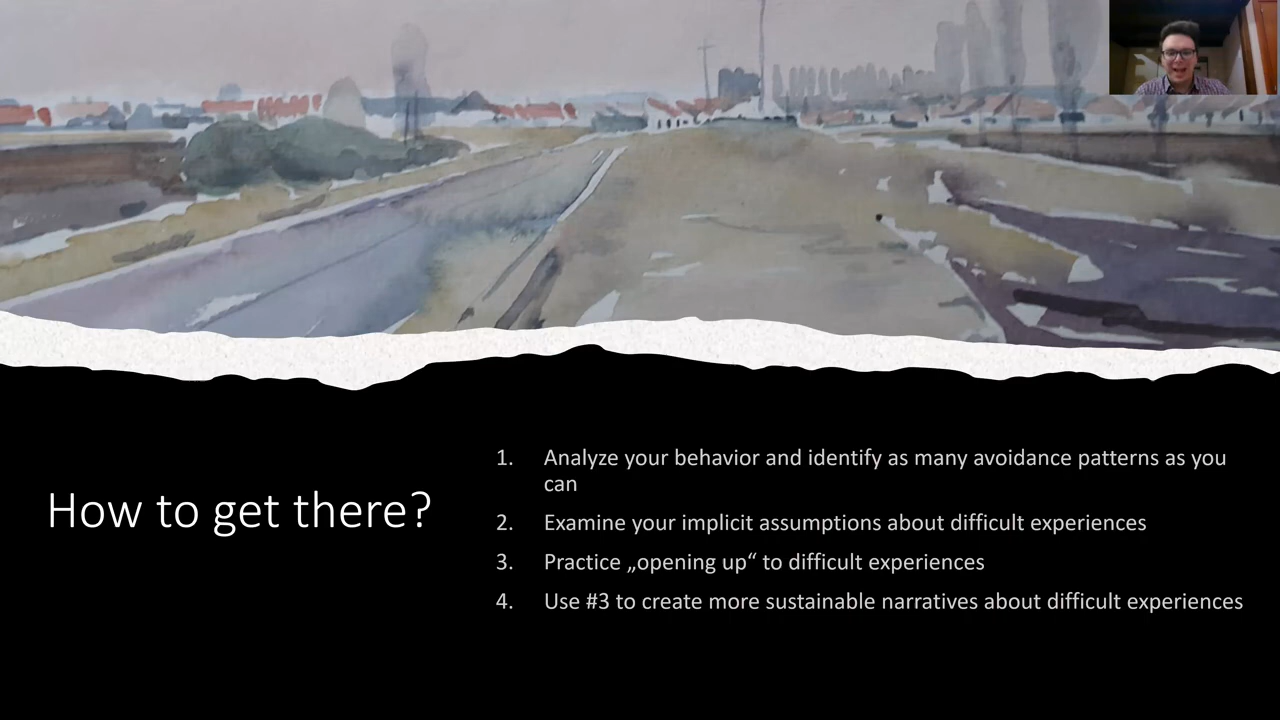 How to get there?
1. Analyze your behavior and identify as many avoidance patterns as you
can
2. Examine your implicit assumptions about difficult experiences
3. Practice „opening up“ to difficult experiences
4. Use #3 to create more sustainable narratives about difficult experiences